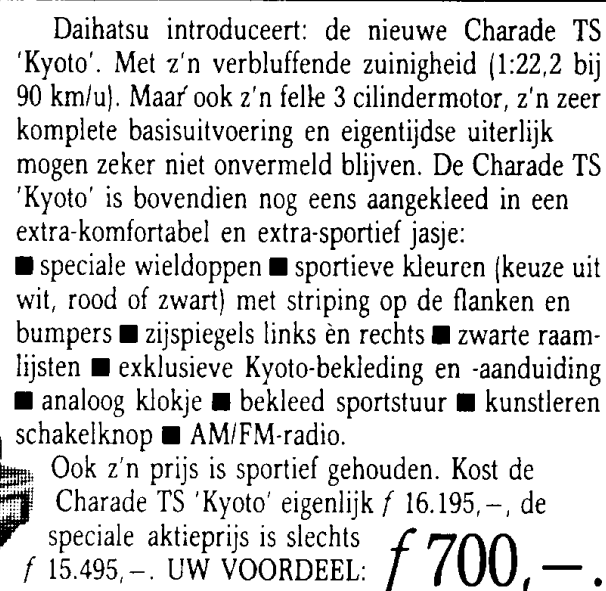 Daihatsu introduceert: de nieuwe Charade TS
'Kyoto'. Met z'n verbluffende zuinigheid (1:22,2 bij
90 km/u). Maar ook z'n felle 3 cilindermotor, z'n zeer
komplete basisuitvoering en eigentijdse uiterlijk
mogen zeker niet onvermeld blijven. De Charade TS
'Kyoto' is bovendien nog eens aangekleed in een
extra-komfortabel en extra-sportief jasje:
■ speciale wieldoppen ■ sportieve kleuren (keuze uit
wit, rood of zwart) met striping op de flanken en
bumpers ■ zijspiegels links èn rechts ■ zwarte raam-
lijsten ■ exklusieve Kyoto-bekleding en -aanduiding
■ analoog klokje ■ bekleed sportstuur ■ kunstleren
schakelknop ■ AM/FM-radio.
Ook z'n prijs is sportief gehouden. Kost de
Charade TS 'Kyoto' eigenlijk f 16.195,–, de
speciale aktieprijs is slechts
f 15.495,–. UW VOORDEEL: f 700,–.